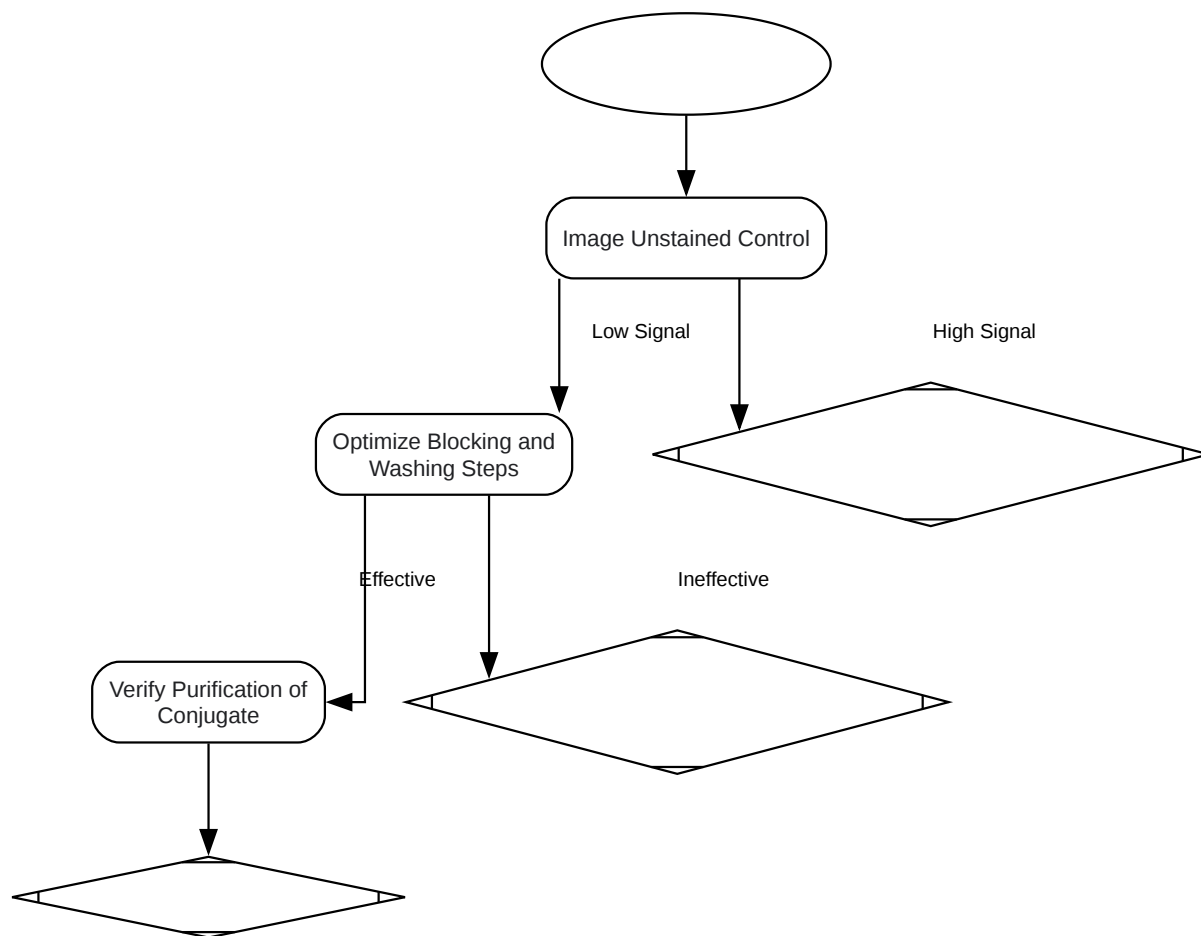 Image Unstained Control
Low Signal
High Signal
Optimize Blocking and
Washing Steps
Effective
Ineffective
Verify Purification of
Conjugate